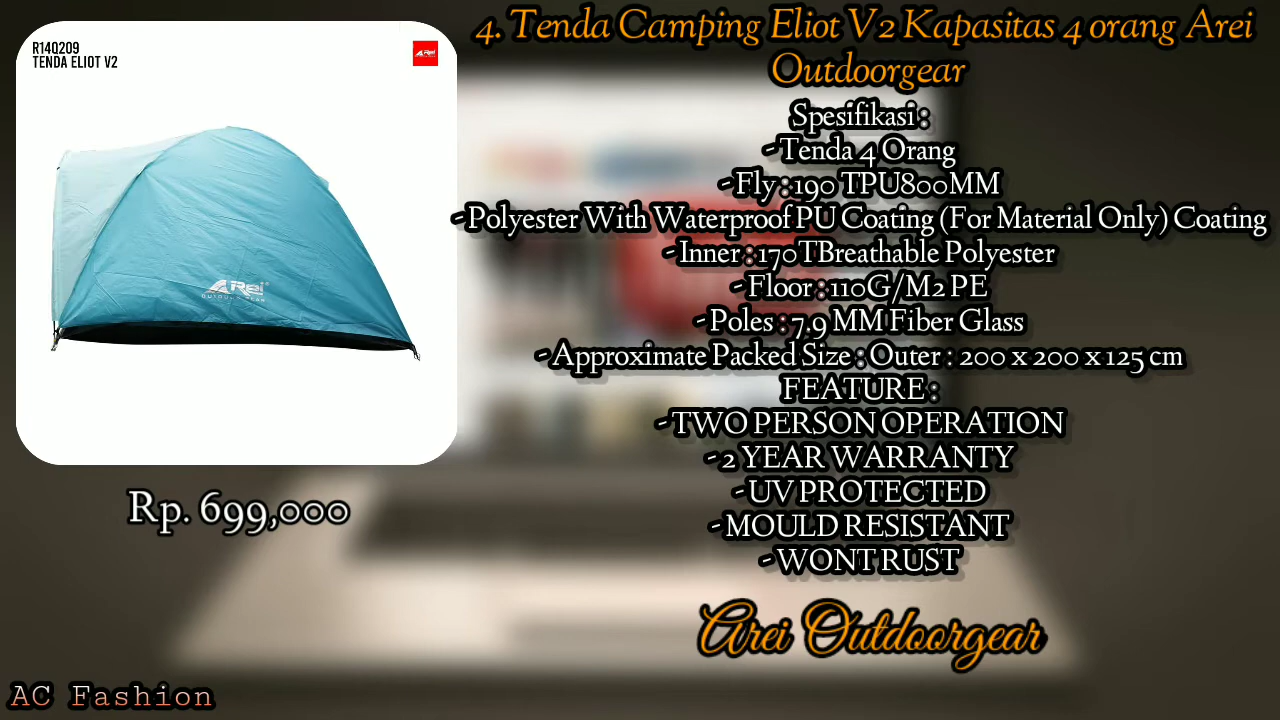 4. Tenda Camping Eliot V2 Kapasitas 4 orang Arei
Outdoorgear
R14Q209
TENDA ELIOT V2
Arei
Arei
OUTDOOR GEAR
Spesifikasi :
- Tenda 4 Orang
- Fly : 190 TPU800MM
- Polyester With Waterproof PU Coating (For Material Only) Coating
- Inner : 170TBreathable Polyester
- Floor : 110G/M2 PE
- Poles : 7.9 MM Fiber Glass
- Approximate Packed Size : Outer : 200 x 200 x 125 cm
FEATURE :
- TWO PERSON OPERATION
- 2 YEAR WARRANTY
- UV PROTECTED
- MOULD RESISTANT
- WONT RUST
Rp. 699,000
Arei Outdoorgear
AC Fashion